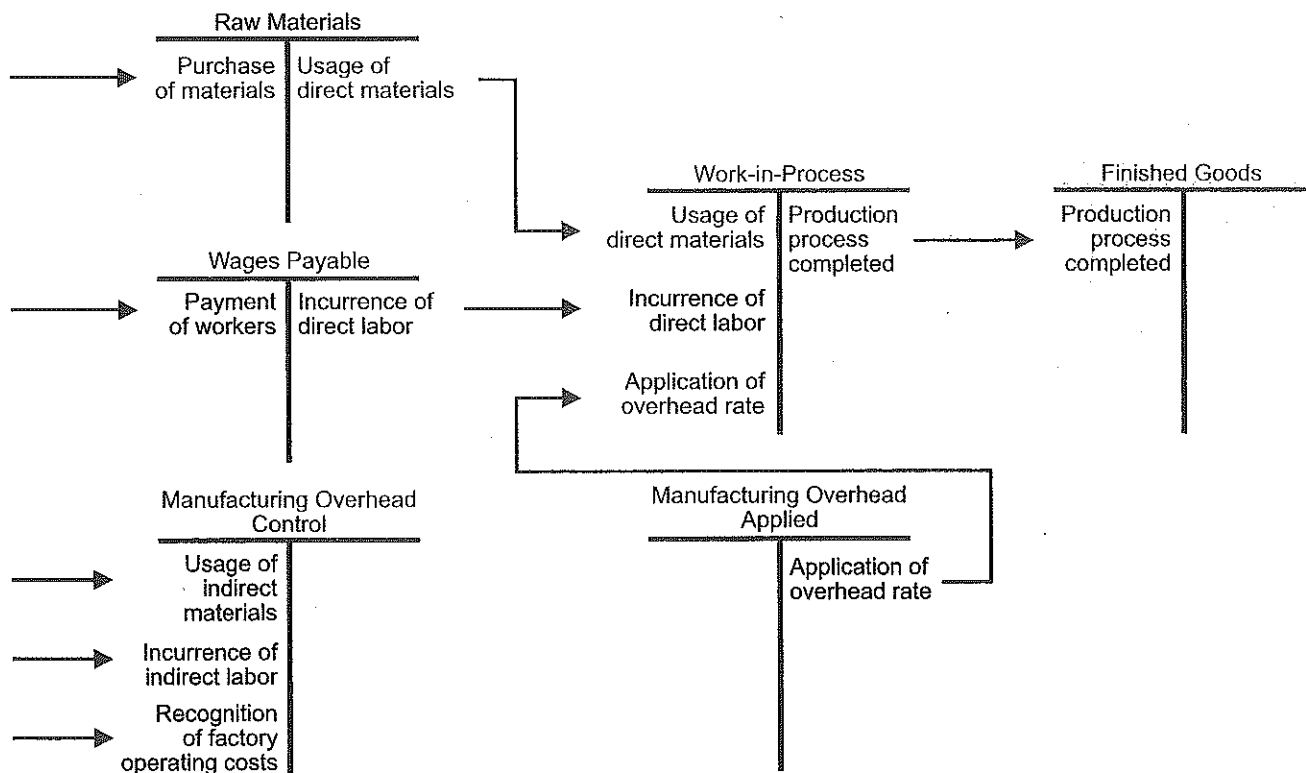 Raw Materials
Purchase
of materials
Usage of
direct materials
Work-in-Process
Usage of
direct materials
Incurrence of
direct labor
Application of
overhead rate
Production
process
completed
Finished Goods
Production
process
completed
Wages Payable
Payment
of workers
Incurrence of
direct labor
Manufacturing Overhead
Control
Usage of
indirect
materials
Incurrence of
indirect labor
Recognition
of factory
operating costs
Manufacturing Overhead
Applied
Application of
overhead rate